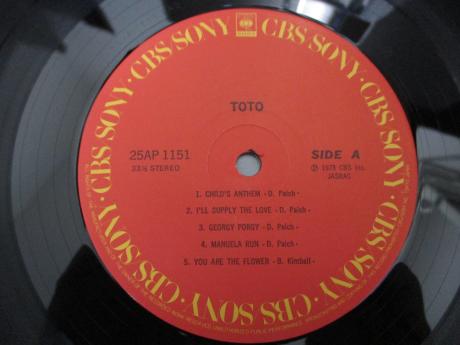 CBS SONY · CBS SONY · CBS SONY · CBS SONY · CBS SONY · CBS SONY ·
TOTO
25AP 1151
33⅓ STEREO
SIDE A
Ⓟ 1978 CBS Inc.
JASRAC
1. CHILD'S ANTHEM -D. Paich-
2. I'LL SUPPLY THE LOVE -D. Paich-
3. GEORGY PORGY -D. Paich-
4. MANUELA RUN -D. Paich-
5. YOU ARE THE FLOWER -B. Kimball-